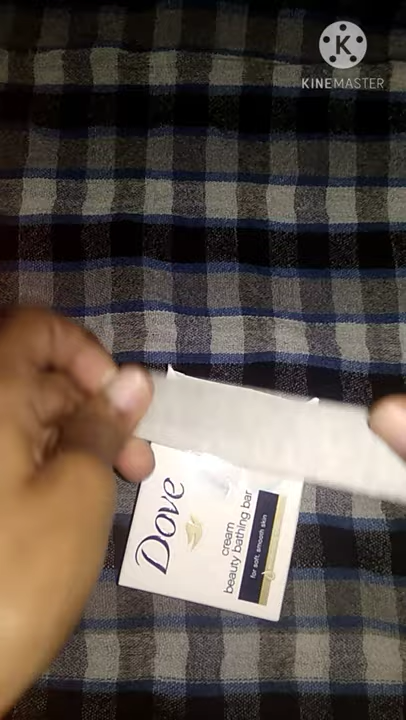 K
KINEMASTER
Dove
cream
beauty bathing bar
for soft, smooth skin